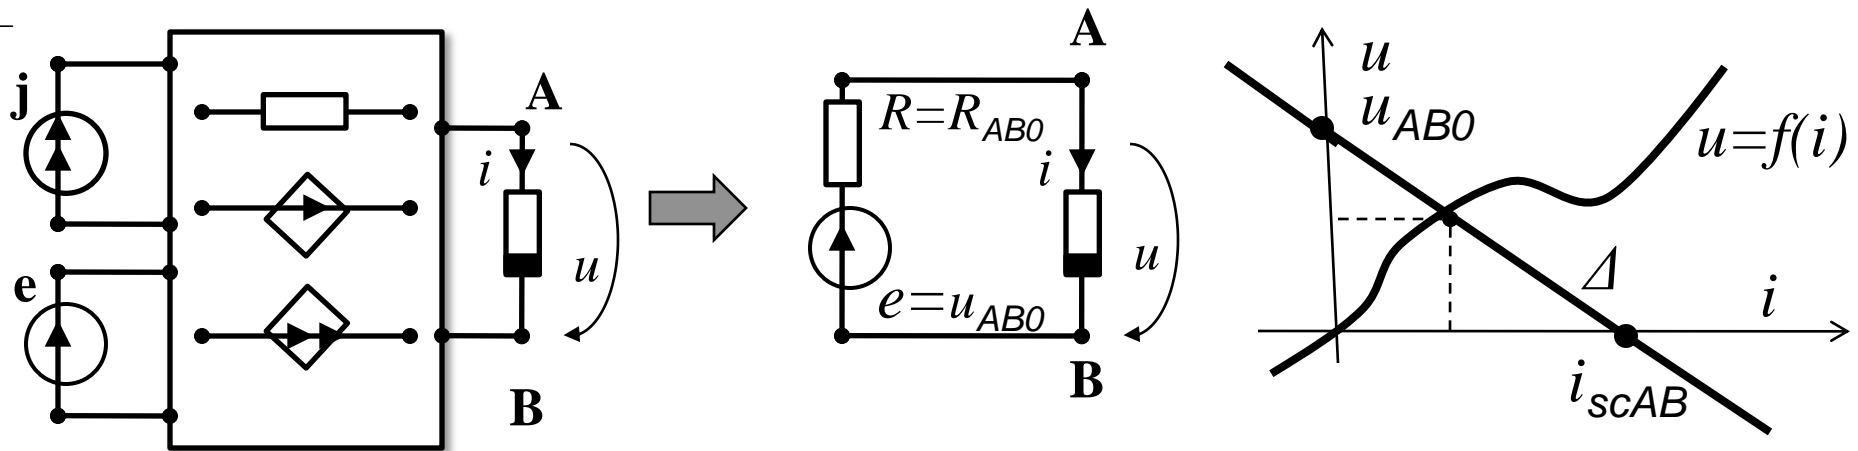 j
e
A
i
u
B
A
R=R_AB0
i
u
e=u_AB0
B
u
u_AB0
u=f(i)
Δ
i
i_scAB